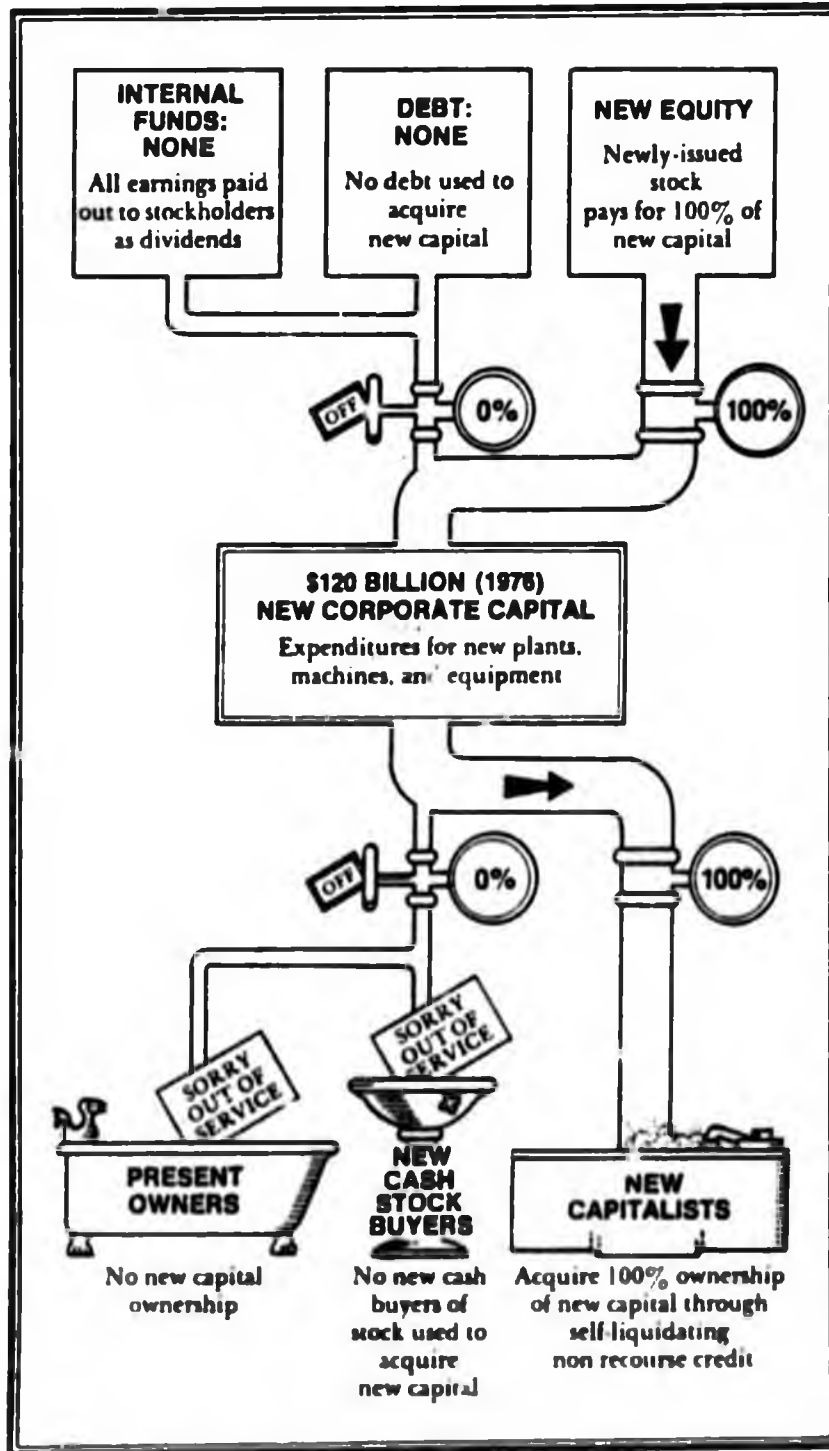 INTERNAL
FUNDS:
NONE
All earnings paid
out to stockholders
as dividends
DEBT:
NONE
No debt used to
acquire
new capital
NEW EQUITY
Newly-issued
stock
pays for 100% of
new capital
OFF
0%
100%
$120 BILLION (1976)
NEW CORPORATE CAPITAL
Expenditures for new plants,
machines, an equipment
OFF
0%
100%
SORRY
OUT OF
SERVICE
SORRY
OUT OF
SERVICE
PRESENT
OWNERS
No new capital
ownership
NEW
CASH
STOCK
BUYERS
No new cash
buyers of
stock used to
acquire
new capital
NEW
CAPITALISTS
Acquire 100% ownership
of new capital through
self-liquidating
non recourse credit